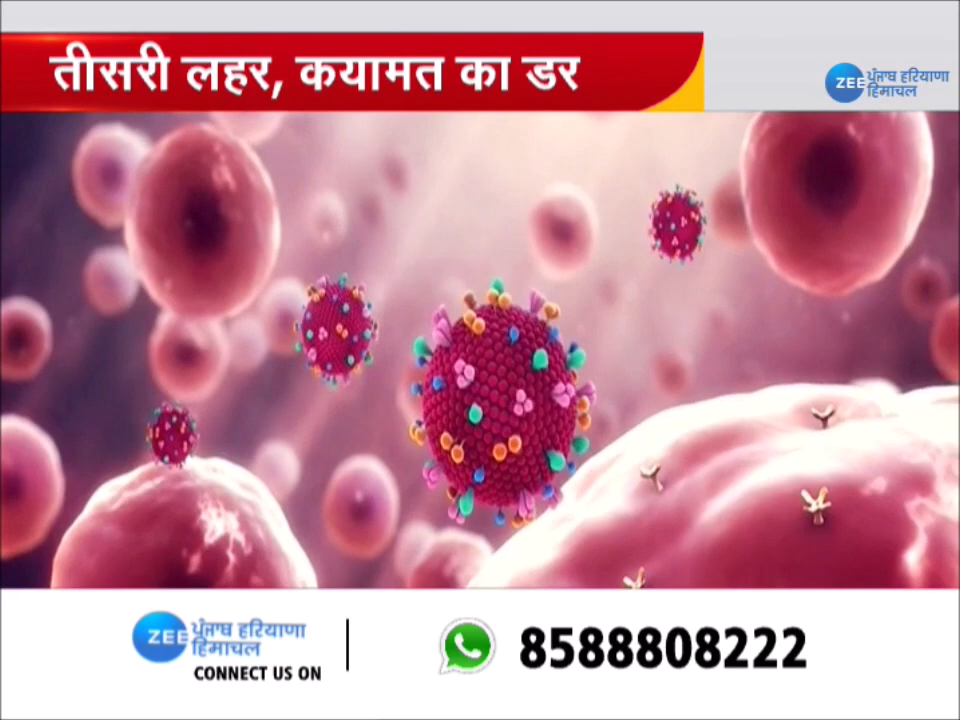 तीसरी लहर, कयामत का डर
ZEE ਪੰਜਾਬ हरियाणा
हिमाचल
ZEE ਪੰਜਾਬ हरियाणा
हिमाचल
CONNECT US ON
8588808222